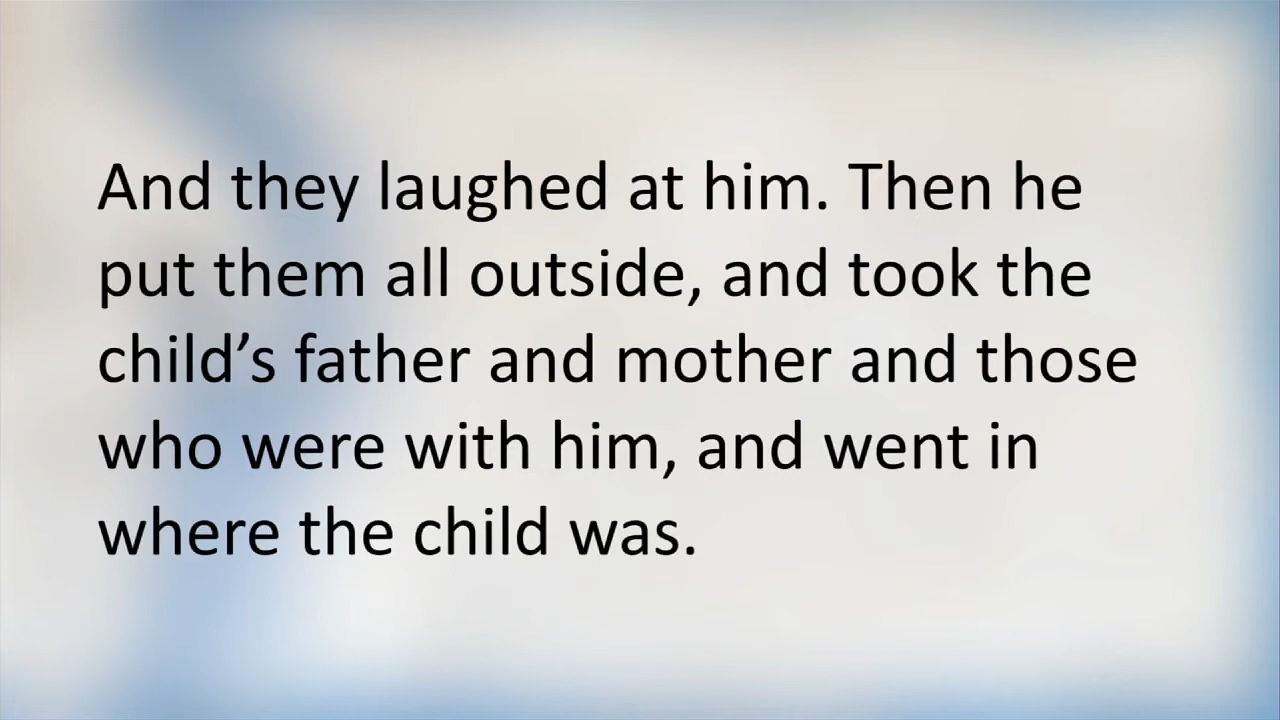 And they laughed at him. Then he
put them all outside, and took the
child’s father and mother and those
who were with him, and went in
where the child was.